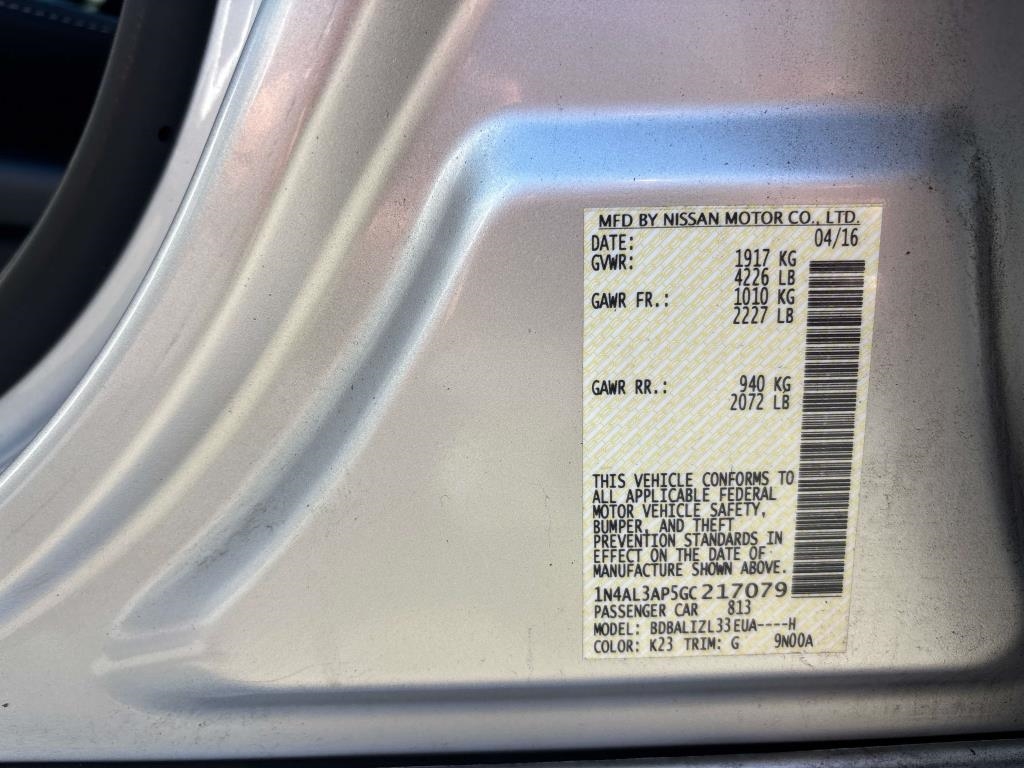 MFD BY NISSAN MOTOR CO., LTD.
DATE: 04/16
GVWR: 1917 KG
4226 LB
GAWR FR.: 1010 KG
2227 LB
GAWR RR.: 940 KG
2072 LB
THIS VEHICLE CONFORMS TO
ALL APPLICABLE FEDERAL
MOTOR VEHICLE SAFETY,
BUMPER, AND THEFT
PREVENTION STANDARDS IN
EFFECT ON THE DATE OF
MANUFACTURE SHOWN ABOVE.
1N4AL3AP5GC217079
PASSENGER CAR 813
MODEL: BDBALIZL33EUA----H
COLOR: K23 TRIM: G 9N00A